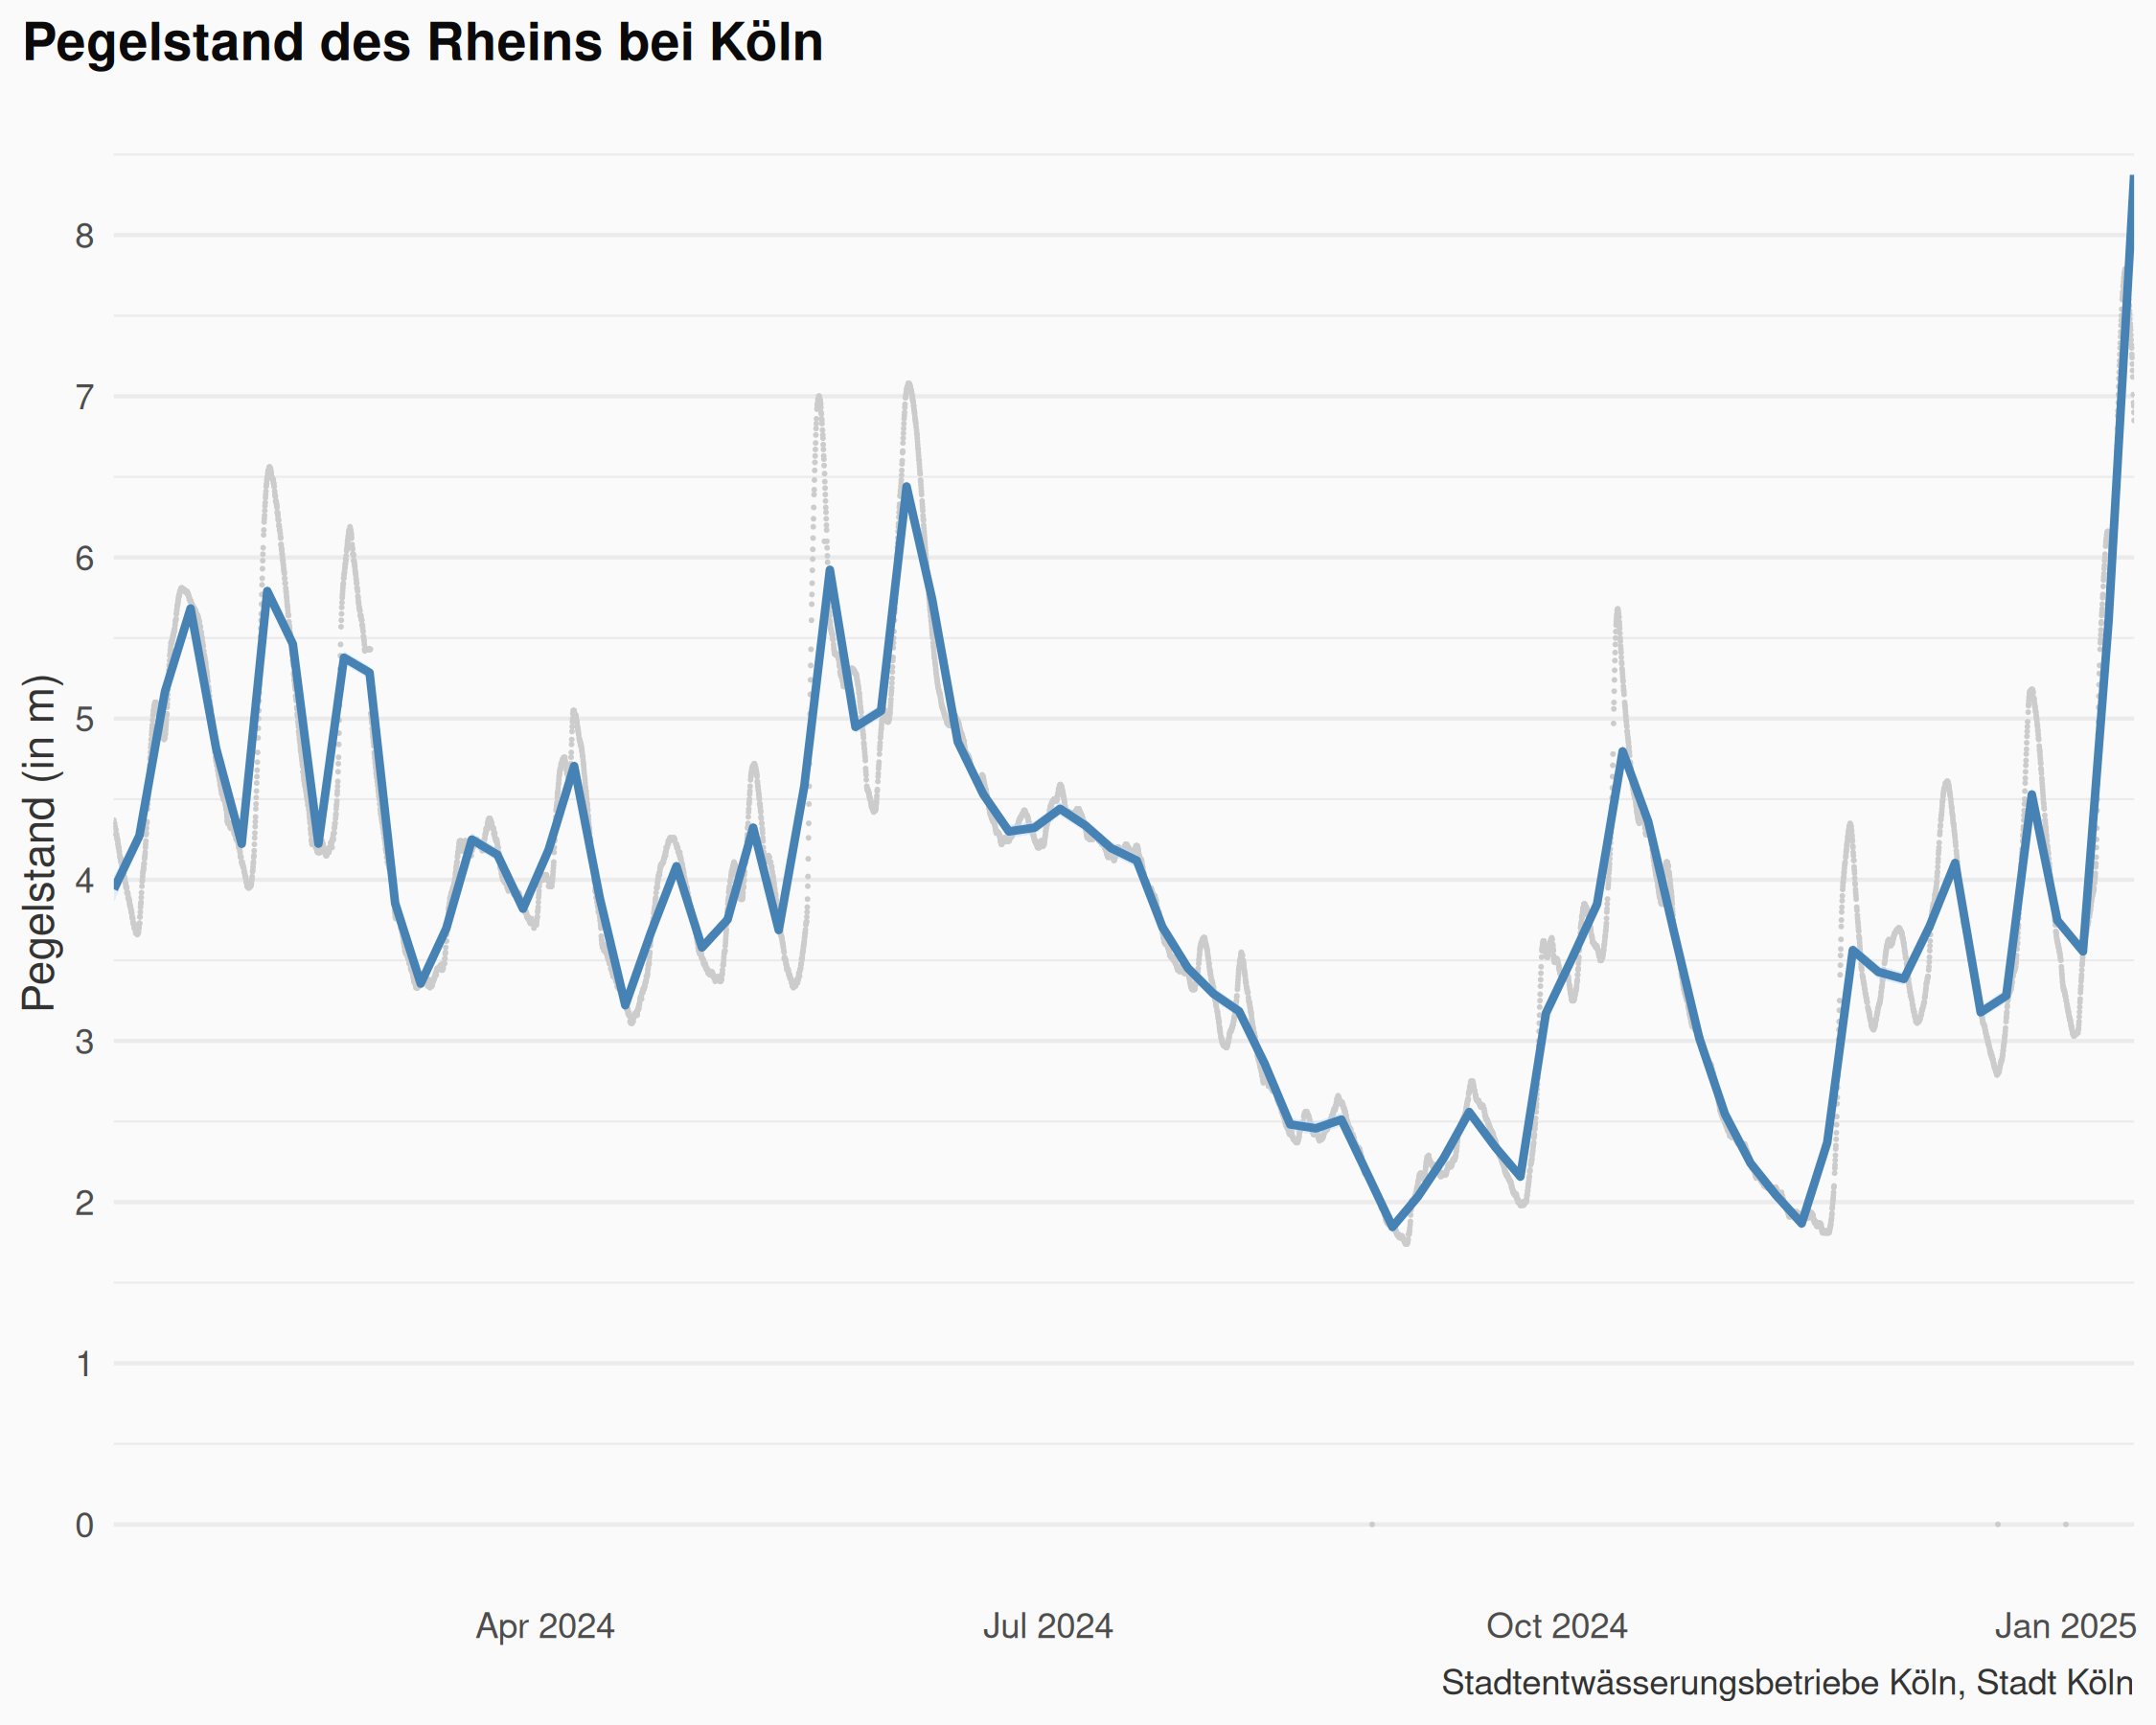 Pegelstand des Rheins bei Köln
Pegelstand (in m)
8
7
6
5
4
3
2
1
0
Apr 2024
Jul 2024
Oct 2024
Jan 2025
Stadtentwässerungsbetriebe Köln, Stadt Köln